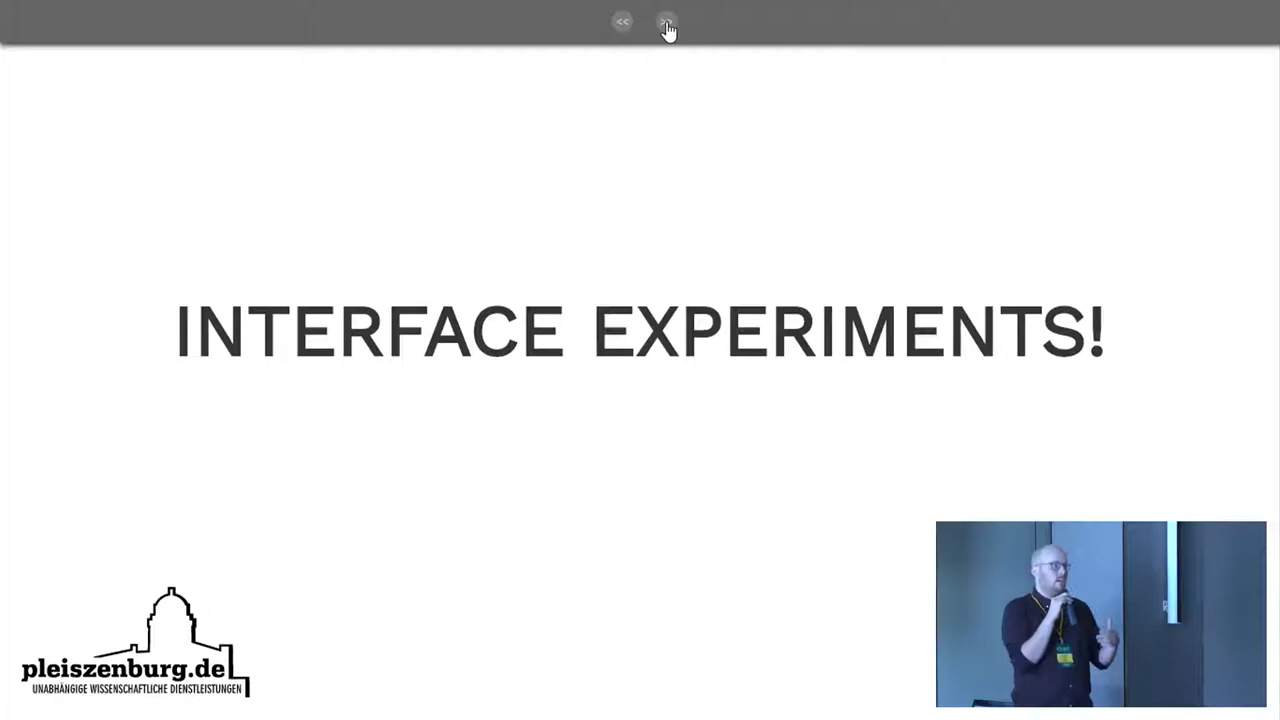 <<
>>
INTERFACE EXPERIMENTS!
pleiszenburg.de
UNABHÄNGIGE WISSENSCHAFTLICHE DIENSTLEISTUNGEN